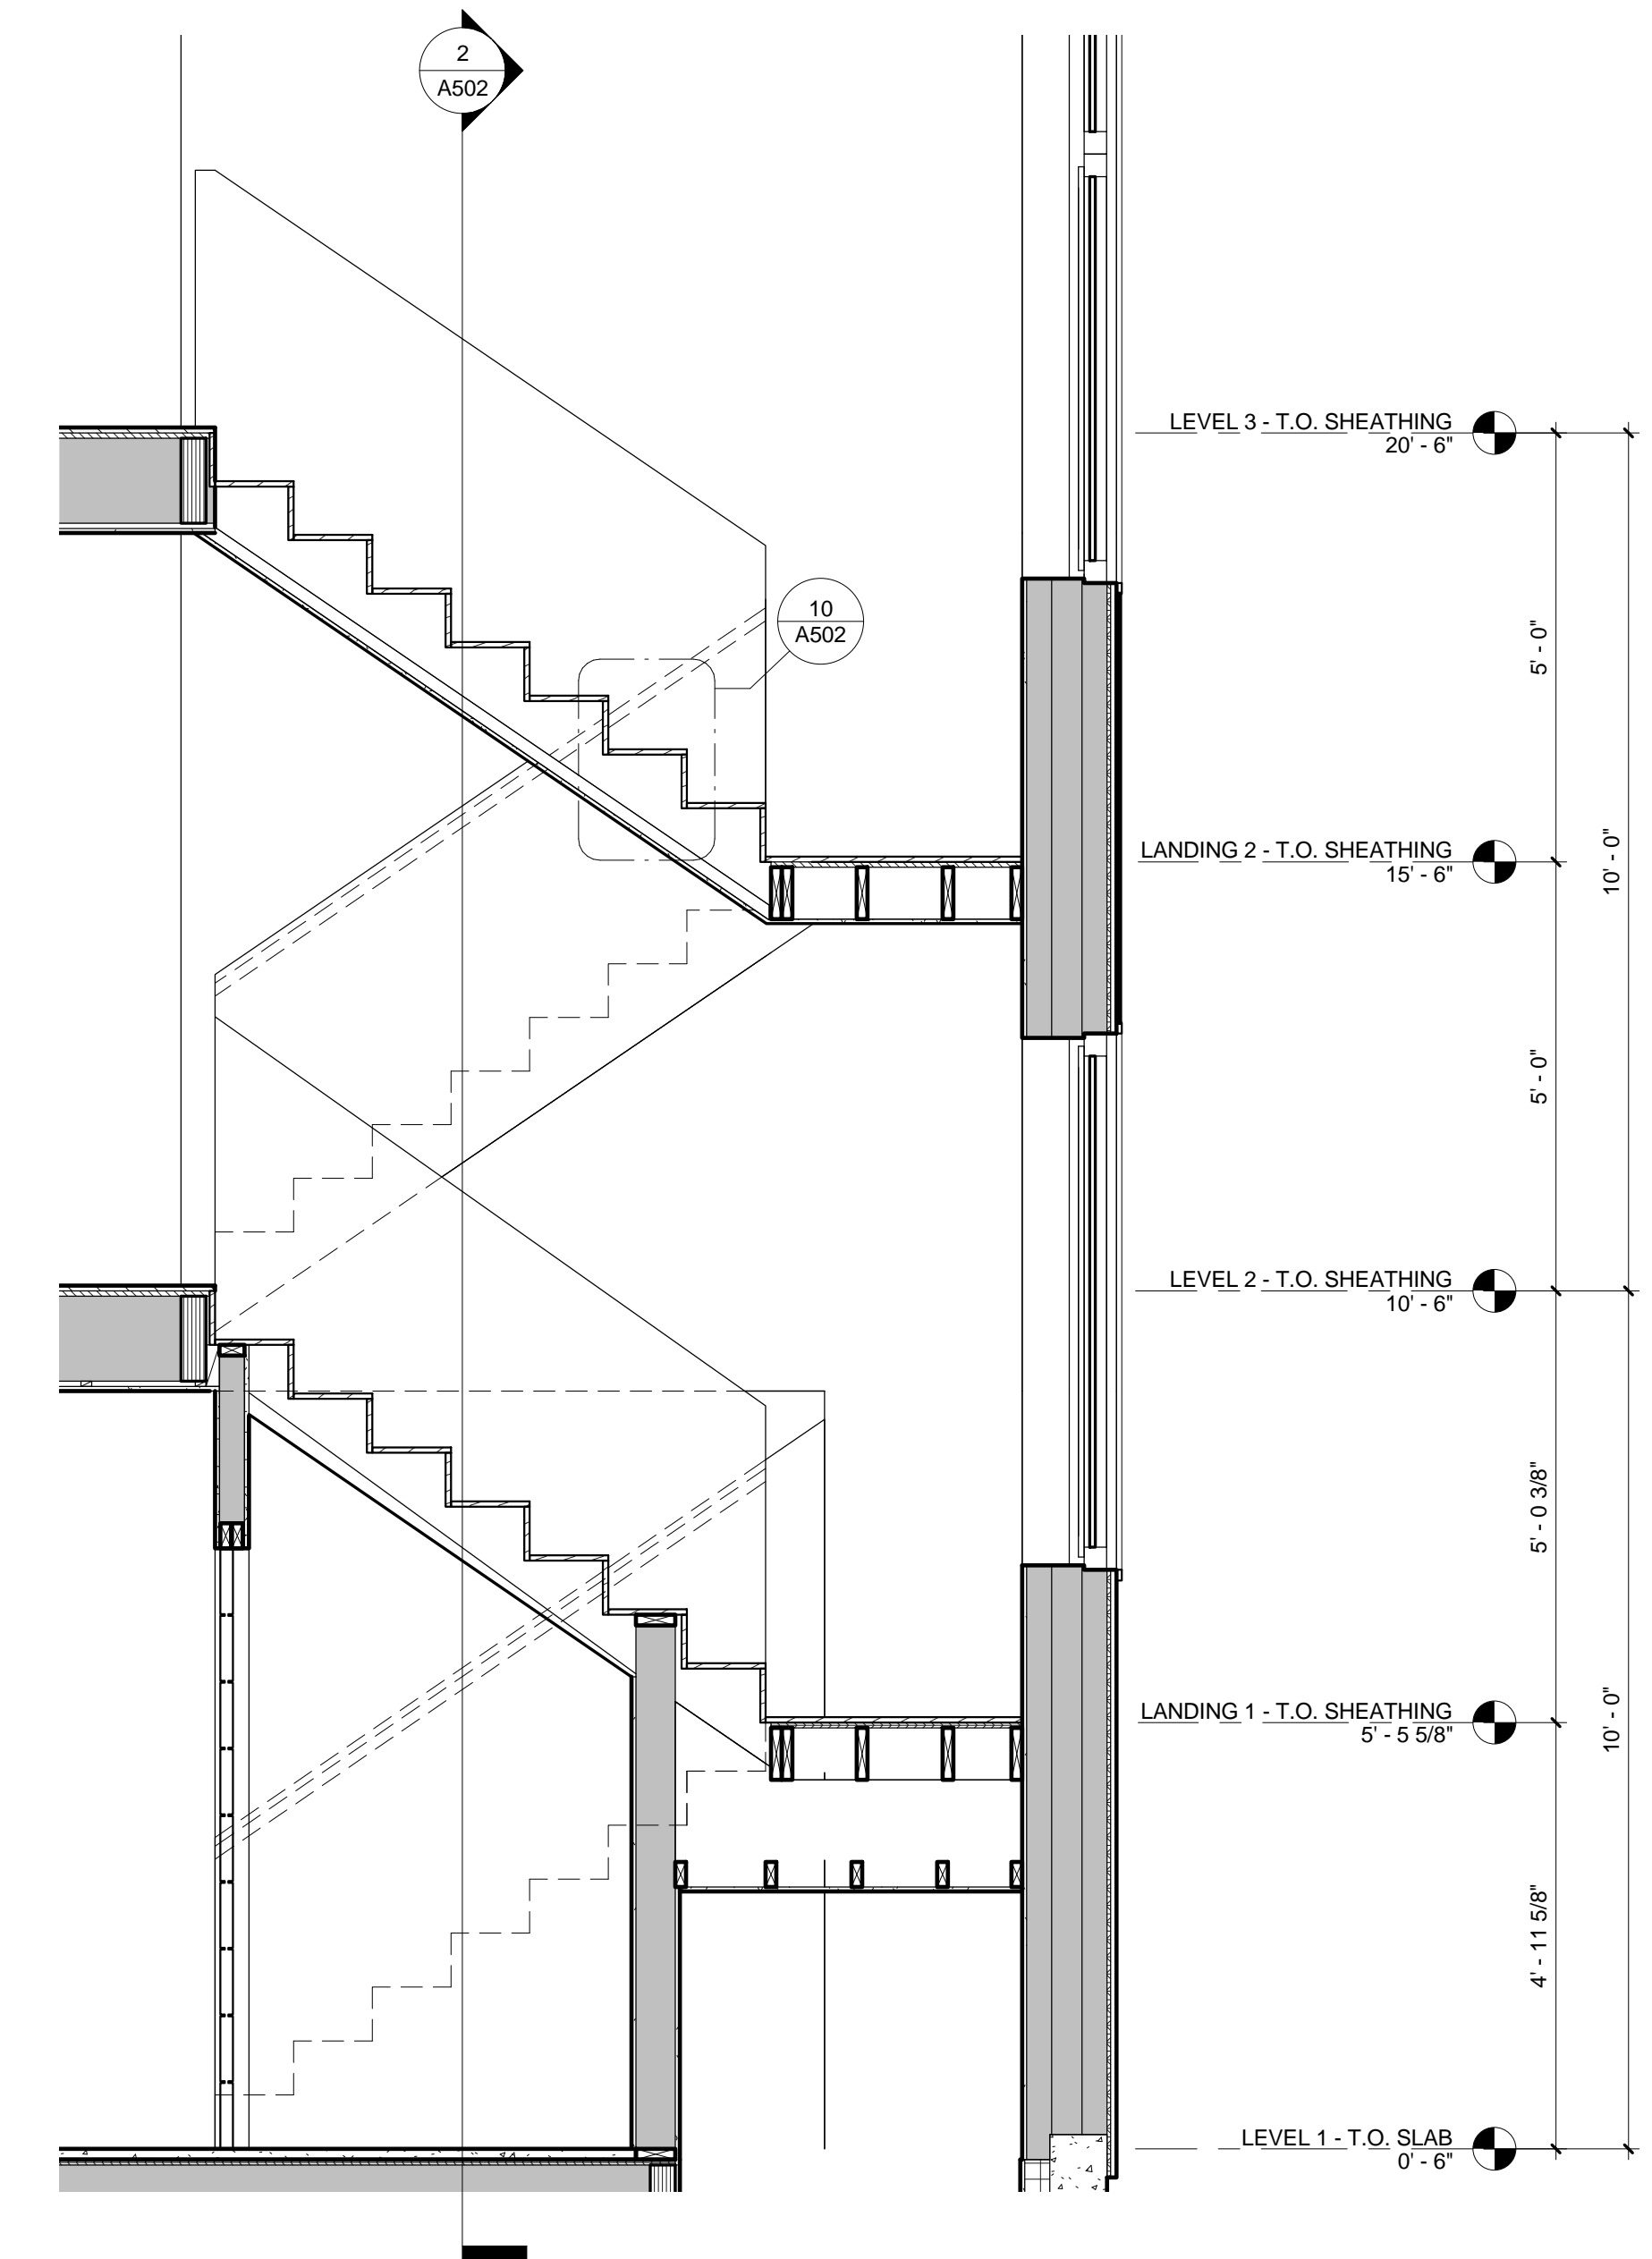 2
A502
LEVEL 3 - T.O. SHEATHING
20' - 6"
10
A502
5' - 0"
LANDING 2 - T.O. SHEATHING
15' - 6"
10' - 0"
5' - 0"
LEVEL 2 - T.O. SHEATHING
10' - 6"
5' - 0 3/8"
LANDING 1 - T.O. SHEATHING
5' - 5 5/8"
10' - 0"
4' - 11 5/8"
LEVEL 1 - T.O. SLAB
0' - 6"